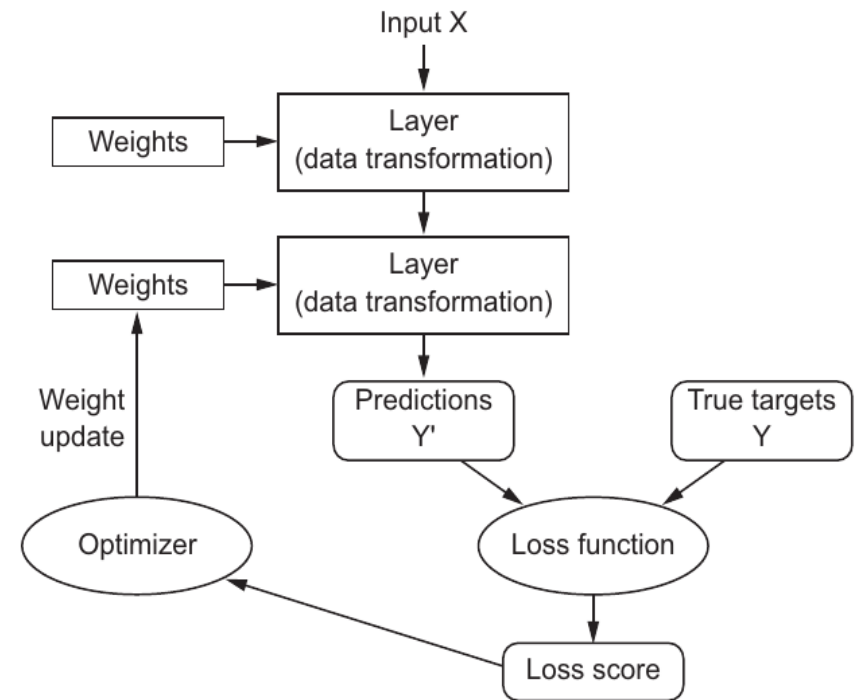 Input X
Layer
(data transformation)
Weights
Layer
(data transformation)
Weights
Predictions
Y'
True targets
Y
Weight
update
Optimizer
Loss function
Loss score